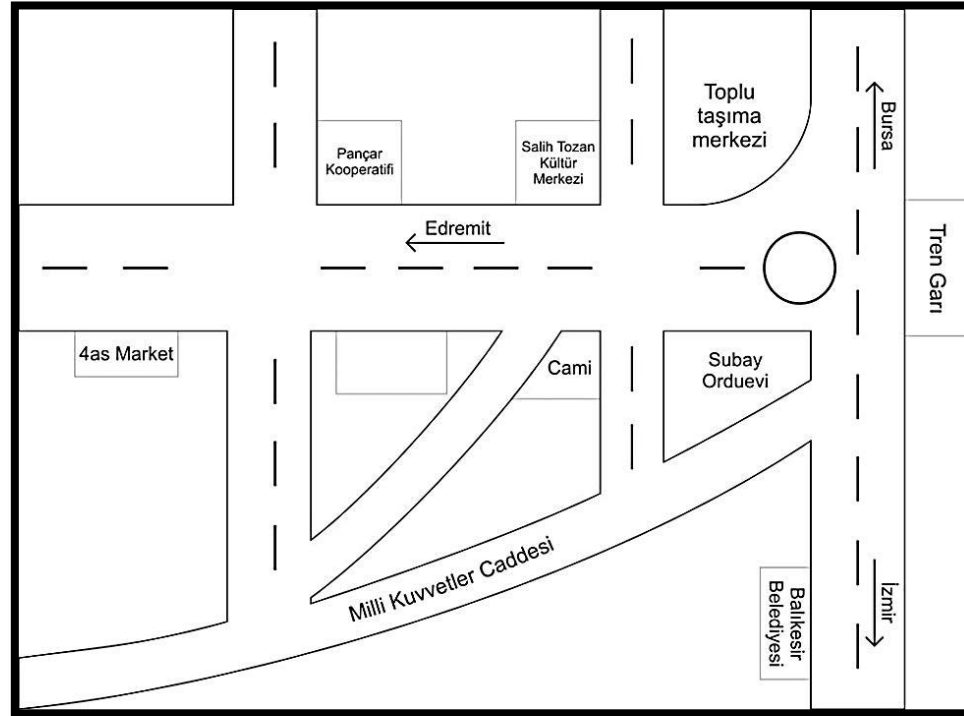 Toplu
taşıma
merkezi
Bursa
Pançar
Kooperatifi
Salih Tozan
Kültür
Merkezi
Edremit
Tren Garı
4as Market
Cami
Subay
Orduevi
Milli Kuvvetler Caddesi
Balıkesir
Belediyesi
İzmir